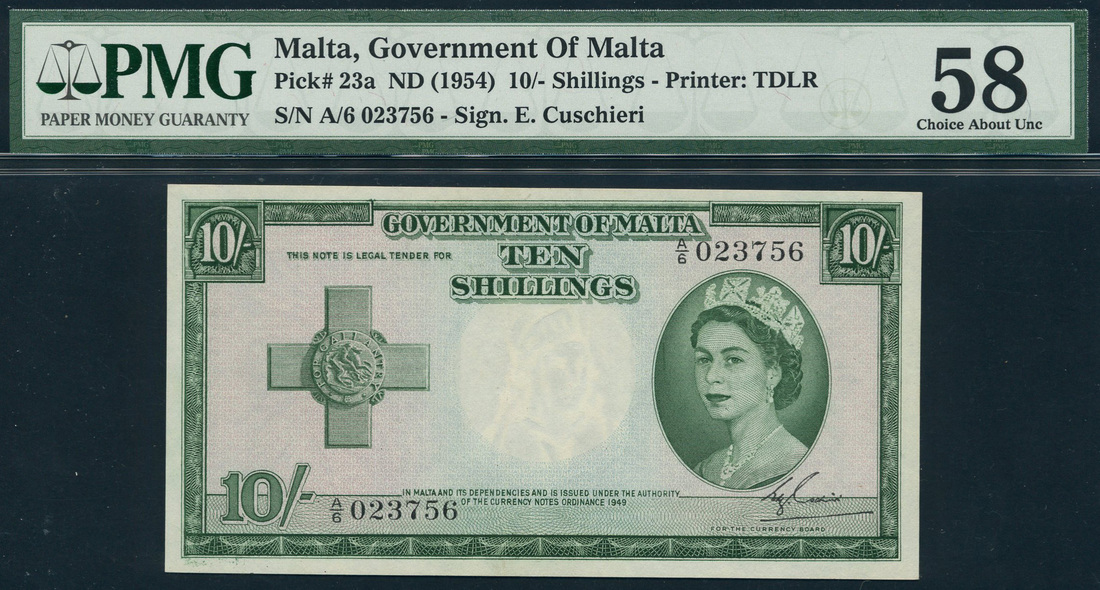 PMG
PAPER MONEY GUARANTY
Malta, Government Of Malta
Pick# 23a ND (1954) 10/- Shillings - Printer: TDLR
S/N A/6 023756 - Sign. E. Cuschieri
58
Choice About Unc
10/-
GOVERNMENT OF MALTA
10/-
THIS NOTE IS LEGAL TENDER FOR
TEN
SHILLINGS
A/6 023756
FOR GALLANTRY
10/-
IN MALTA AND ITS DEPENDENCIES AND IS ISSUED UNDER THE AUTHORITY
OF THE CURRENCY NOTES ORDINANCE 1949
A/6 023756
FOR THE CURRENCY BOARD